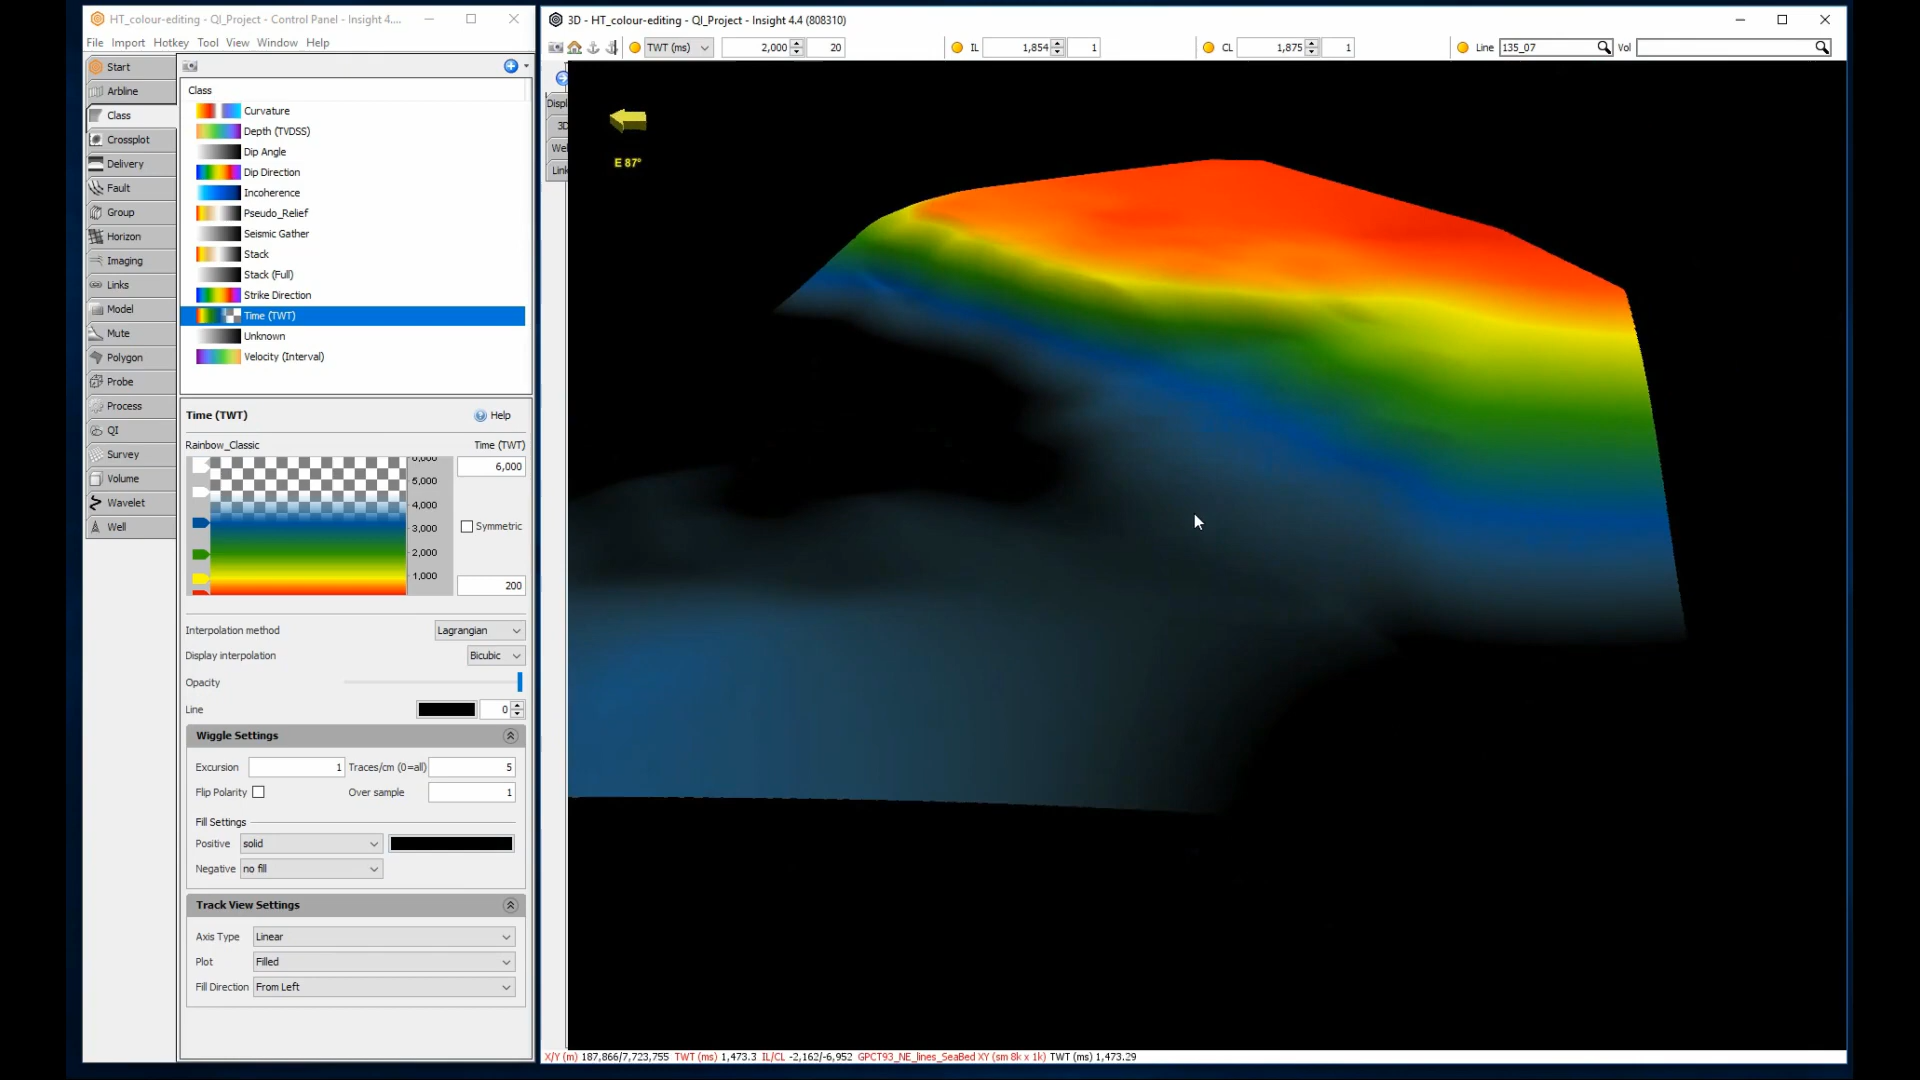 HT_colour-editing - QI_Project - Control Panel - Insight 4....
File Import Hotkey Tool View Window Help
Start
Arbline
Class
Crossplot
Delivery
Fault
Group
Horizon
Imaging
Links
Model
Mute
Polygon
Probe
Process
QI
Survey
Volume
Wavelet
Well
Class
Curvature
Depth (TVDSS)
Dip Angle
Dip Direction
Incoherence
Pseudo_Relief
Seismic Gather
Stack
Stack (Full)
Strike Direction
Time (TWT)
Unknown
Velocity (Interval)
Time (TWT) Help
Rainbow_Classic Time (TWT)
6,000
5,000
4,000
3,000
Symmetric
2,000
1,000
200
Interpolation method Lagrangian
Display interpolation Bicubic
Opacity
Line 0
Wiggle Settings
Excursion 1 Traces/cm (0=all) 5
Flip Polarity Over sample 1
Fill Settings
Positive solid
Negative no fill
Track View Settings
Axis Type Linear
Plot Filled
Fill Direction From Left
3D - HT_colour-editing - QI_Project - Insight 4.4 (808310)
TWT (ms) 2,000 20 IL 1,854 1 CL 1,875 1 Line 135_07 Vol
Displ
3D
Wel
Link
E 87°
X/Y (m) 187,866/7,723,755 TWT (ms) 1,473.3 IL/CL -2,162/-6,952 GPCT93_NE_lines_SeaBed XY (sm 8k x 1k) TWT (ms) 1,473.29